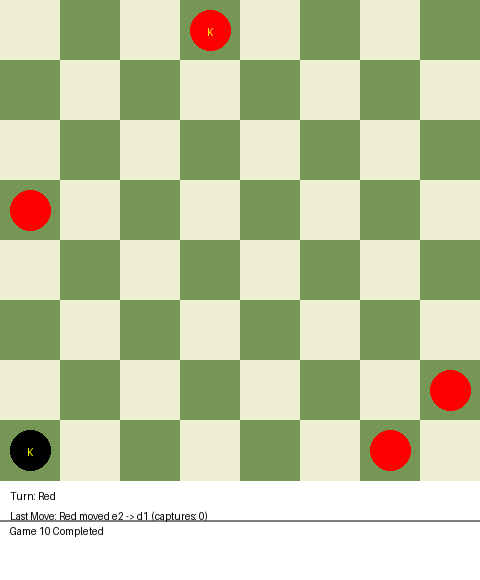 K
K
Turn: Red
Last Move: Red moved e2 -> d1 (captures: 0)
Game 10 Completed